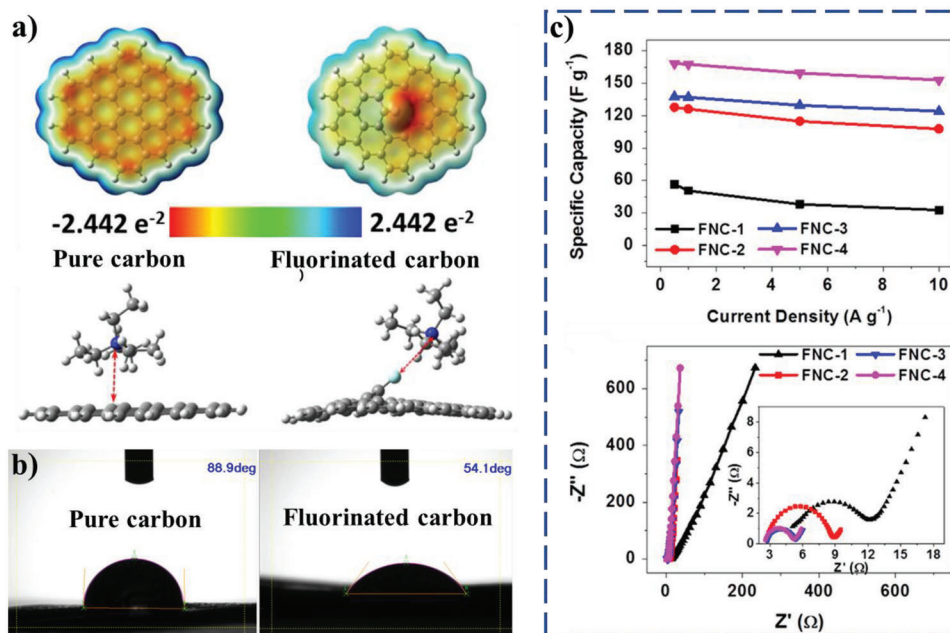 a)
-2.442 e⁻²
2.442 e⁻²
Pure carbon
Fluorinated carbon
)
b)
88.9deg
Pure carbon
54.1deg
Fluorinated carbon
c)
Specific Capacity (F g⁻¹)
180
150
120
90
60
30
0
FNC-1
FNC-3
FNC-2
FNC-4
0 2 4 6 8 10
Current Density (A g⁻¹)
-Z'' (Ω)
600
400
200
0
FNC-1
FNC-3
FNC-2
FNC-4
-Z'' (Ω)
8
6
4
2
0
3 6 9 12 15 18
Z' (Ω)
0 200 400 600
Z' (Ω)